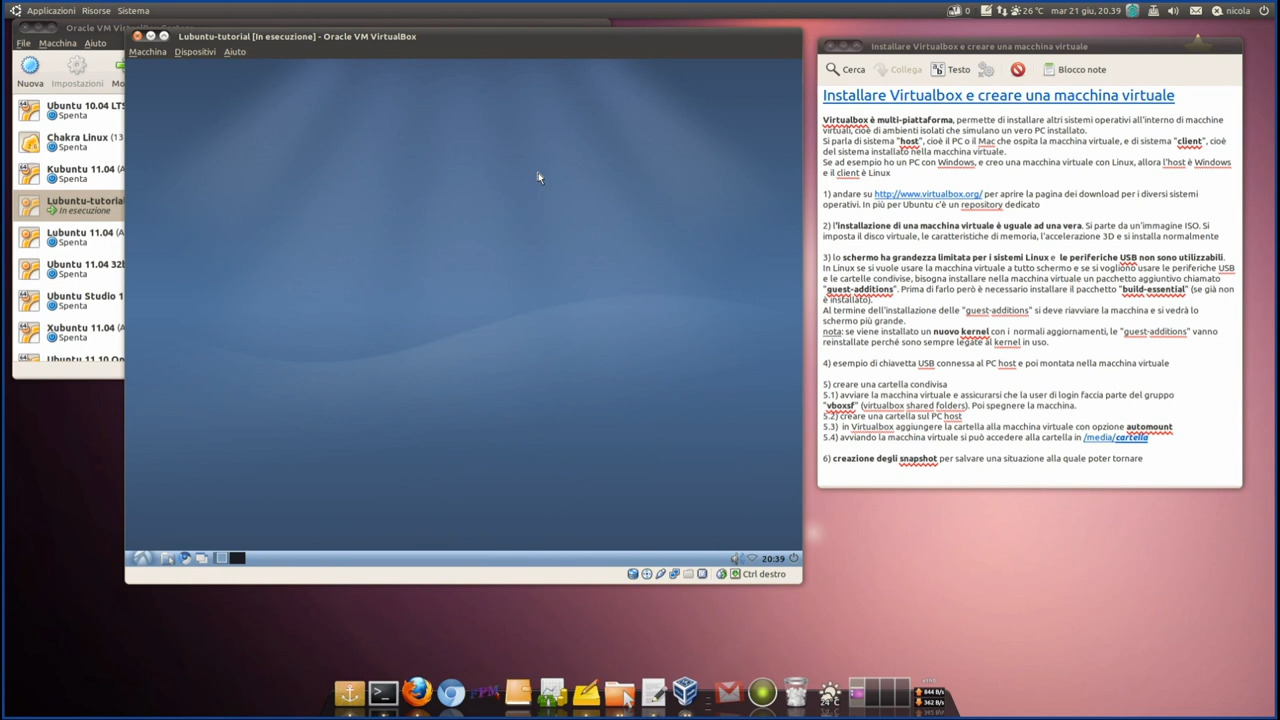 Applicazioni Risorse Sistema
0 26 °C mar 21 giu, 20.39 nicola
Oracle VM
File Macchina Aiuto
Nuova Impostazioni
Ubuntu 10.04 LTS
Spenta
Chakra Linux (13
Spenta
Kubuntu 11.04 (A
Spenta
Lubuntu-tutorial
In esecuzione
Lubuntu 11.04 (A
Spenta
Ubuntu 11.04 32b
Spenta
Ubuntu Studio 1
Spenta
Xubuntu 11.04 (A
Spenta
Ubuntu 11.10 On
Lubuntu-tutorial [In esecuzione] - Oracle VM VirtualBox
Macchina Dispositivi Aiuto
20:39
Ctrl destro
Installare Virtualbox e creare una macchina virtuale
Cerca Collega Testo Blocco note
Installare Virtualbox e creare una macchina virtuale
Virtualbox è multi-piattaforma, permette di installare altri sistemi operativi all'interno di macchine
virtuali, cioè di ambienti isolati che simulano un vero PC installato.
Si parla di sistema "host", cioè il PC o il Mac che ospita la macchina virtuale, e di sistema "client", cioè
del sistema installato nella macchina virtuale.
Se ad esempio ho un PC con Windows, e creo una macchina virtuale con Linux, allora l'host è Windows
e il client è Linux
1) andare su http://www.virtualbox.org/ per aprire la pagina dei download per i diversi sistemi
operativi. In più per Ubuntu c'è un repository dedicato
2) l'installazione di una macchina virtuale è uguale ad una vera. Si parte da un'immagine ISO. Si
imposta il disco virtuale, le caratteristiche di memoria, l'accelerazione 3D e si installa normalmente
3) lo schermo ha grandezza limitata per i sistemi Linux e le periferiche USB non sono utilizzabili.
In Linux se si vuole usare la macchina virtuale a tutto schermo e se si vogliono usare le periferiche USB
e le cartelle condivise, bisogna installare nella macchina virtuale un pacchetto aggiuntivo chiamato
"guest-additions". Prima di farlo però è necessario installare il pacchetto "build-essential" (se già non
è installato).
Al termine dell'installazione delle "guest-additions" si deve riavviare la macchina e si vedrà lo
schermo più grande.
nota: se viene installato un nuovo kernel con i normali aggiornamenti, le "guest-additions" vanno
reinstallate perché sono sempre legate al kernel in uso.
4) esempio di chiavetta USB connessa al PC host e poi montata nella macchina virtuale
5) creare una cartella condivisa
5.1) avviare la macchina virtuale e assicurarsi che la user di login faccia parte del gruppo
"vboxsf" (virtualbox shared folders). Poi spegnere la macchina.
5.2) creare una cartella sul PC host
5.3) in Virtualbox aggiungere la cartella alla macchina virtuale con opzione automount
5.4) avviando la macchina virtuale si può accedere alla cartella in /media/cartella
6) creazione degli snapshot per salvare una situazione alla quale poter tornare
24°C
844 B/s
362 B/s